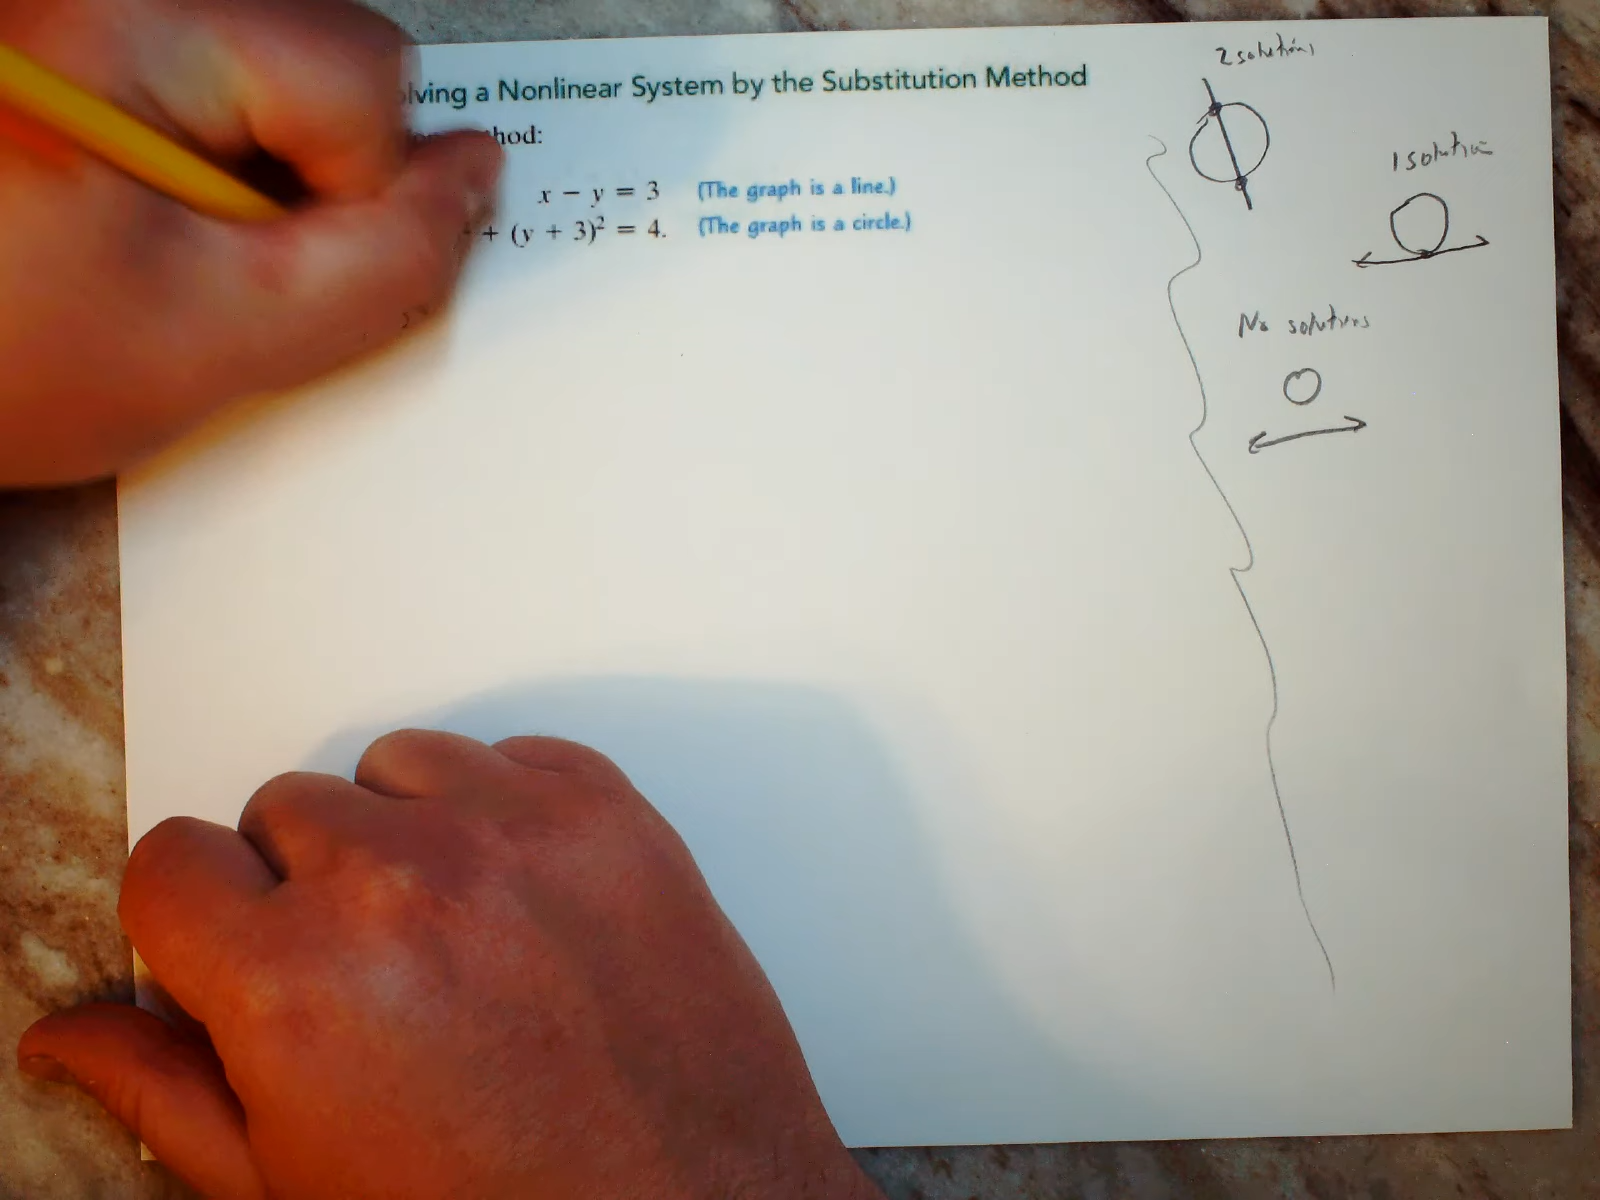 lving a Nonlinear System by the Substitution Method
hod:
x − y = 3 (The graph is a line.)
+ (y + 3)² = 4. (The graph is a circle.)
2 solutions
1 solution
No solutions